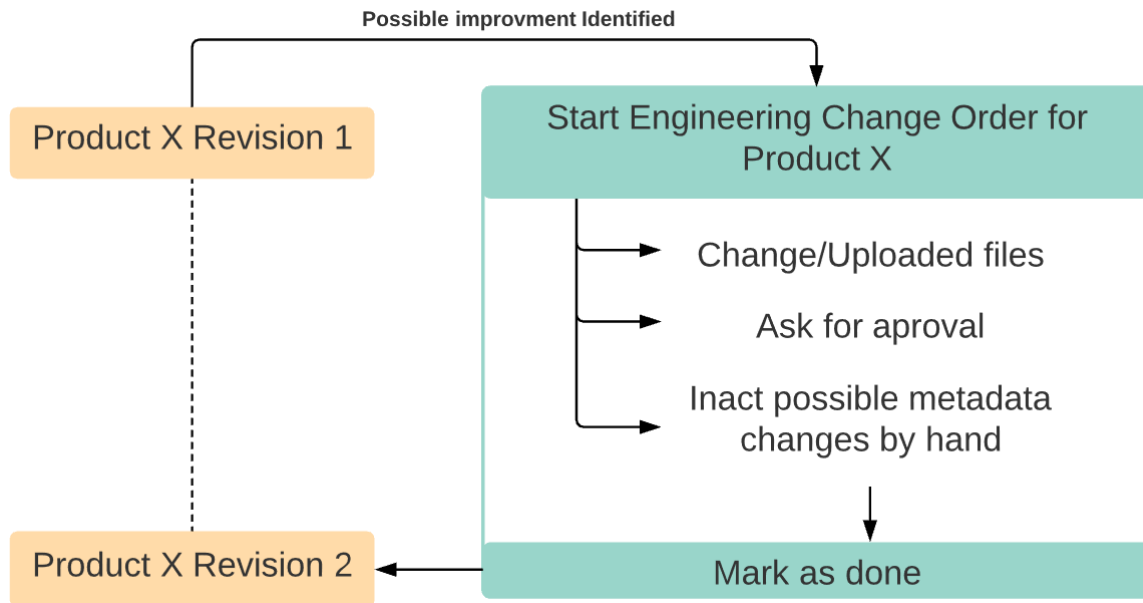 Possible improvment Identified
Product X Revision 1
Start Engineering Change Order for
Product X
Change/Uploaded files
Ask for aproval
Inact possible metadata
changes by hand
Product X Revision 2
Mark as done